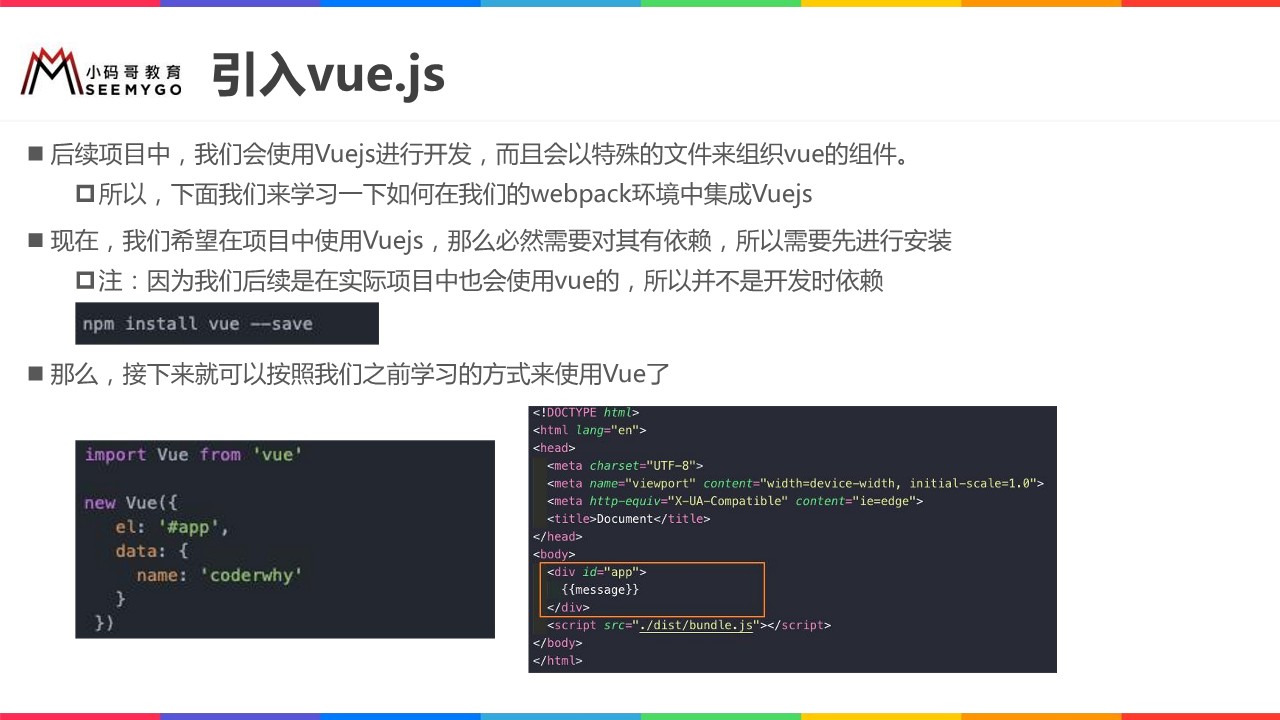 小码哥教育
SEEMYGO
引入vue.js
后续项目中，我们会使用Vuejs进行开发，而且会以特殊的文件来组织vue的组件。
所以，下面我们来学习一下如何在我们的webpack环境中集成Vuejs
现在，我们希望在项目中使用Vuejs，那么必然需要对其有依赖，所以需要先进行安装
注：因为我们后续是在实际项目中也会使用vue的，所以并不是开发时依赖
npm install vue --save
那么，接下来就可以按照我们之前学习的方式来使用Vue了
import Vue from 'vue'
new Vue({
el: '#app',
data: {
name: 'coderwhy'
}
})
<!DOCTYPE html>
<html lang="en">
<head>
<meta charset="UTF-8">
<meta name="viewport" content="width=device-width, initial-scale=1.0">
<meta http-equiv="X-UA-Compatible" content="ie=edge">
<title>Document</title>
</head>
<body>
<div id="app">
{{message}}
</div>
<script src="./dist/bundle.js"></script>
</body>
</html>